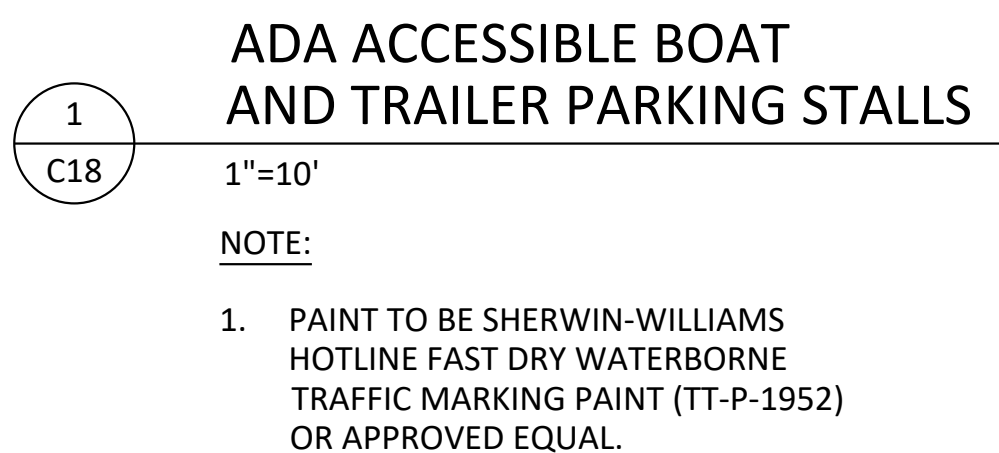 ADA ACCESSIBLE BOAT
AND TRAILER PARKING STALLS
1
C18
1"=10'
NOTE:
1. PAINT TO BE SHERWIN-WILLIAMS
HOTLINE FAST DRY WATERBORNE
TRAFFIC MARKING PAINT (TT-P-1952)
OR APPROVED EQUAL.